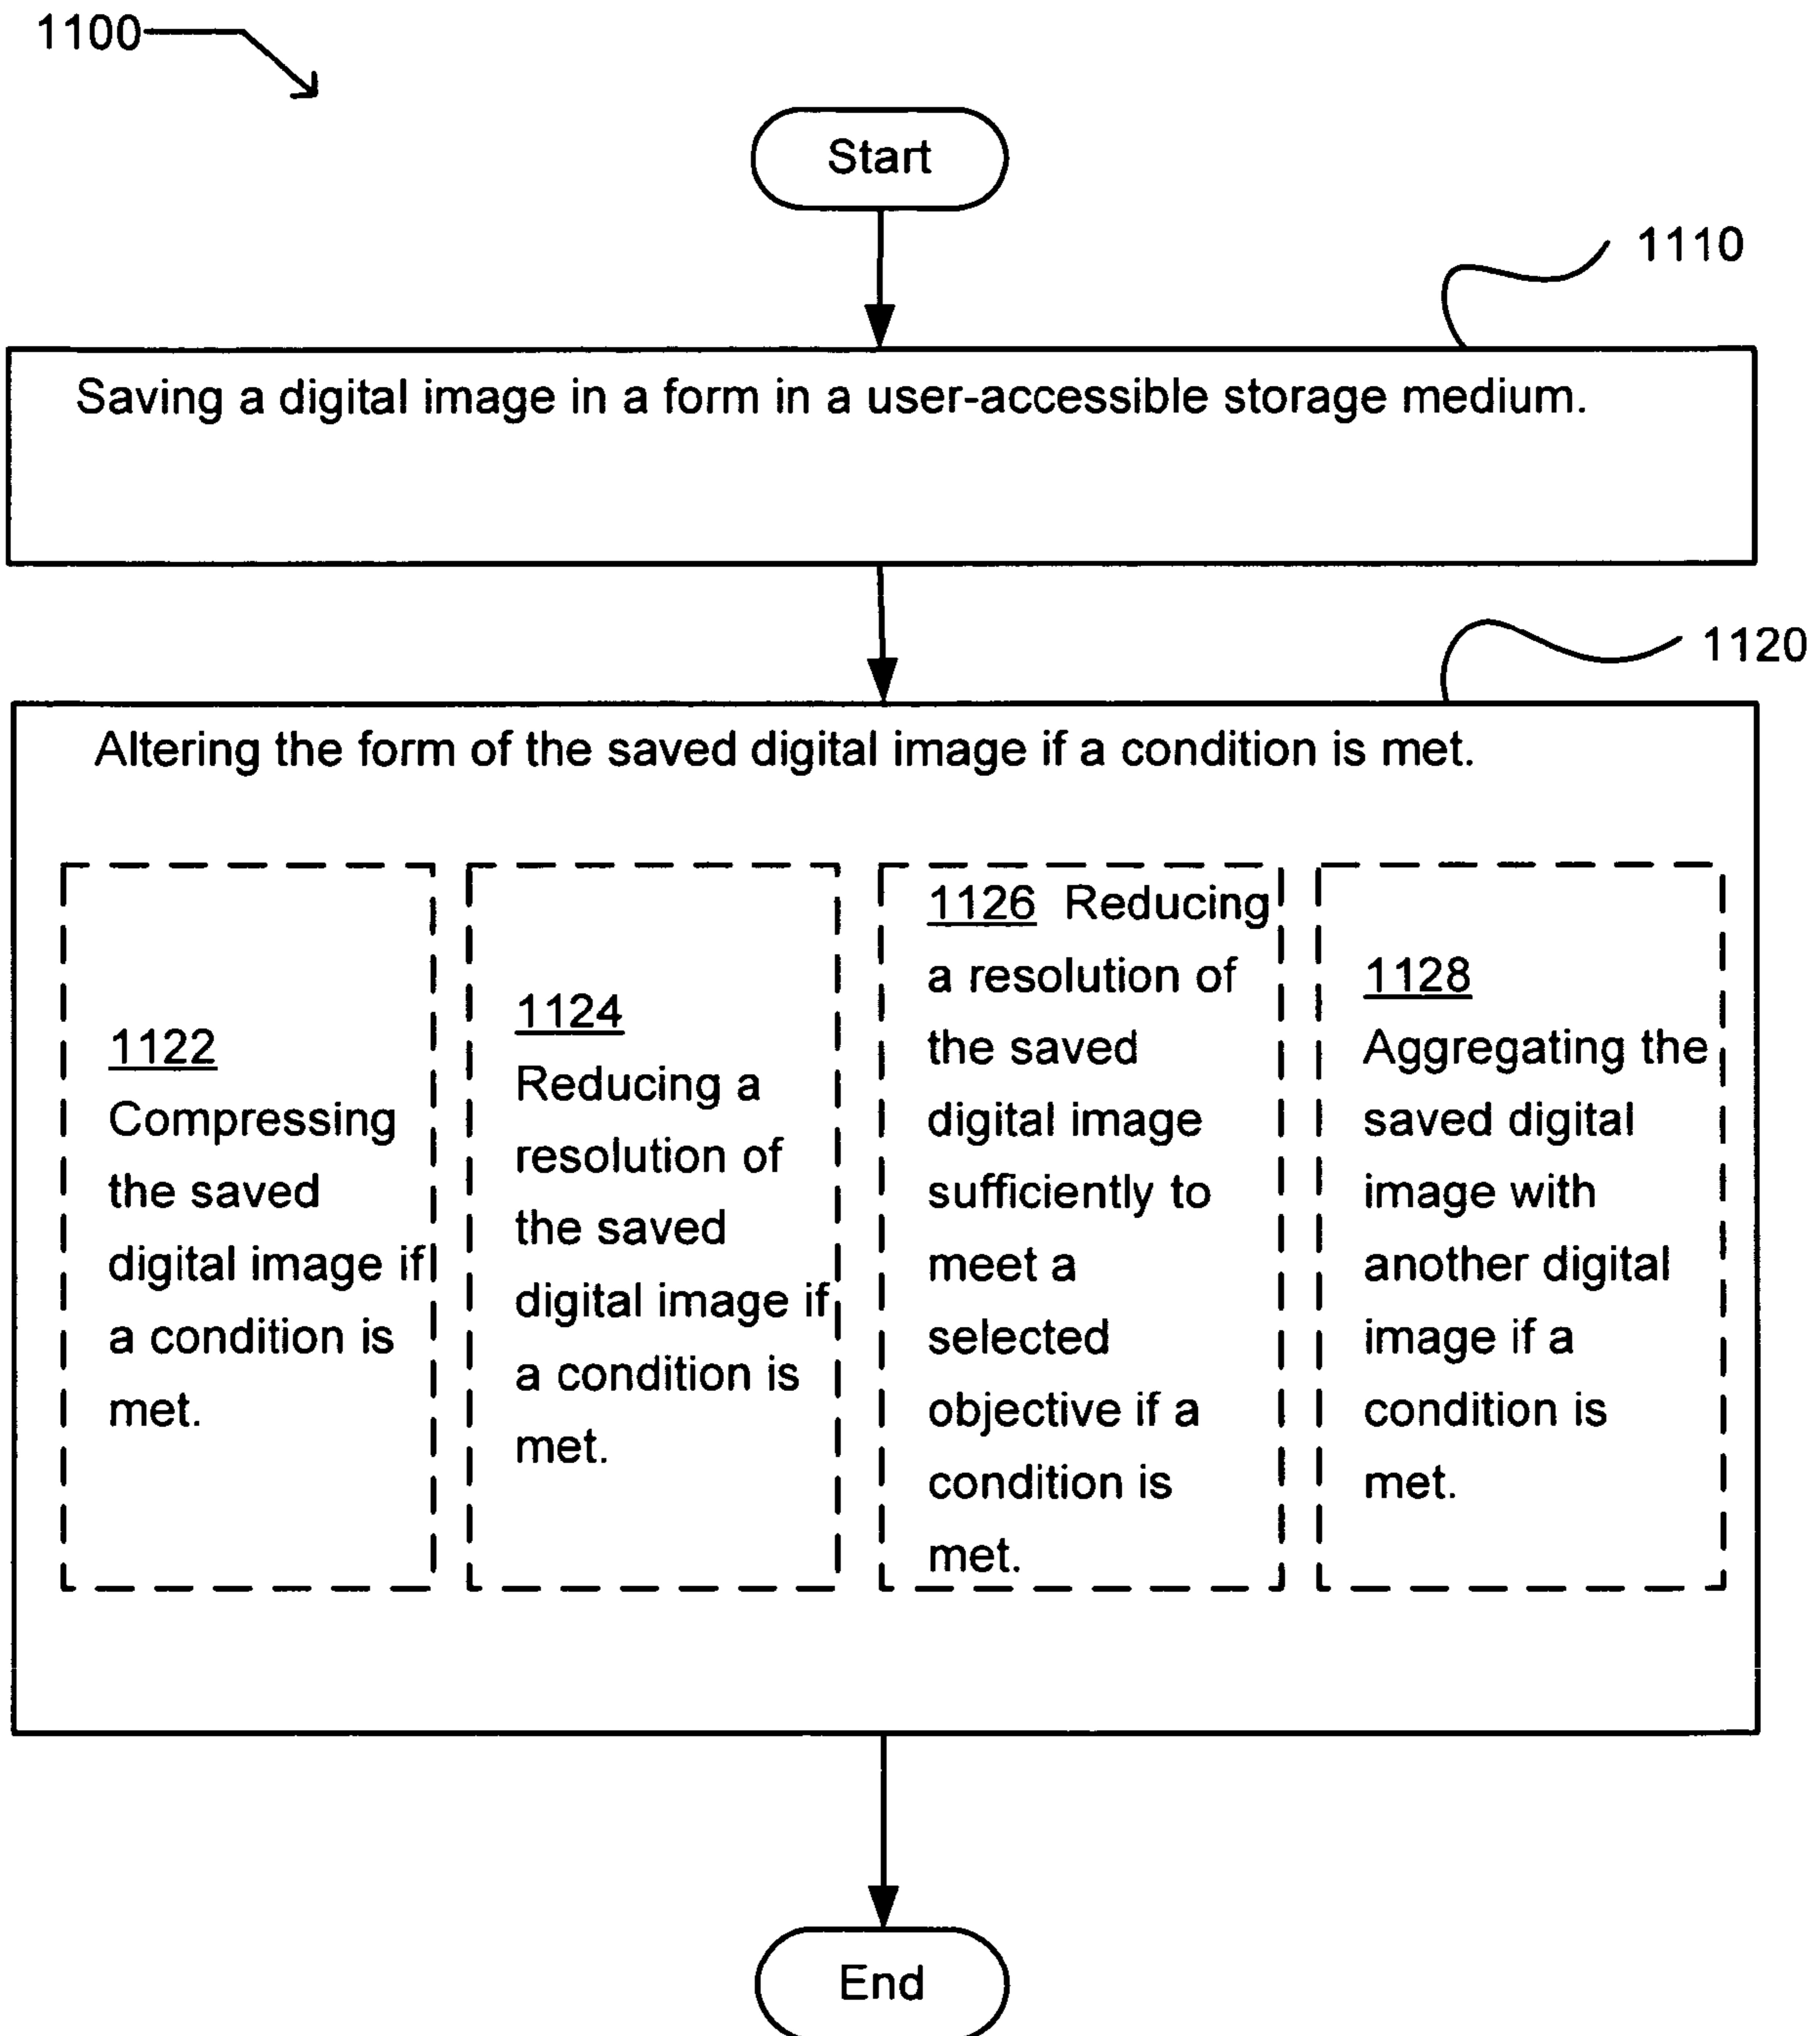 1100
Start
1110
Saving a digital image in a form in a user-accessible storage medium.
1120
Altering the form of the saved digital image if a condition is met.
1122
Compressing
the saved
digital image if
a condition is
met.
1124
Reducing a
resolution of
the saved
digital image if
a condition is
met.
1126 Reducing
a resolution of
the saved
digital image
sufficiently to
meet a
selected
objective if a
condition is
met.
1128
Aggregating the
saved digital
image with
another digital
image if a
condition is
met.
End